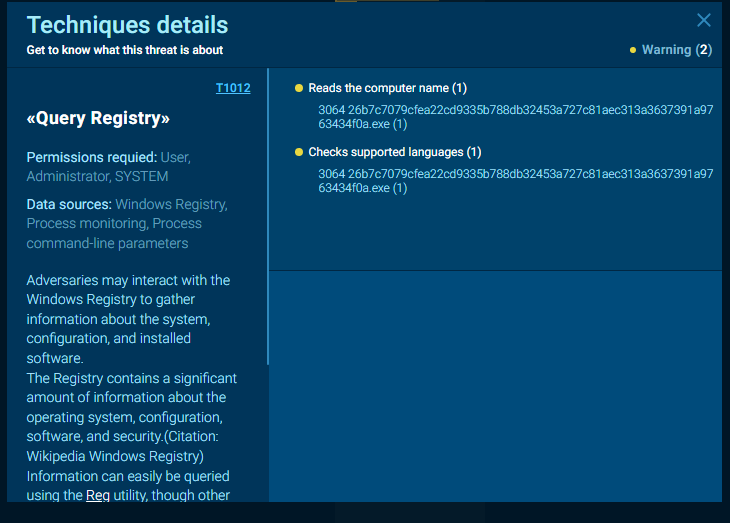 Techniques details
Get to know what this threat is about
Warning (2)
T1012
«Query Registry»
Permissions requied: User,
Administrator, SYSTEM
Data sources: Windows Registry,
Process monitoring, Process
command-line parameters
Adversaries may interact with the
Windows Registry to gather
information about the system,
configuration, and installed
software.
The Registry contains a significant
amount of information about the
operating system, configuration,
software, and security.(Citation:
Wikipedia Windows Registry)
Information can easily be queried
using the Reg utility, though other
Reads the computer name (1)
3064 26b7c7079cfea22cd9335b788db32453a727c81aec313a3637391a97
63434f0a.exe (1)
Checks supported languages (1)
3064 26b7c7079cfea22cd9335b788db32453a727c81aec313a3637391a97
63434f0a.exe (1)